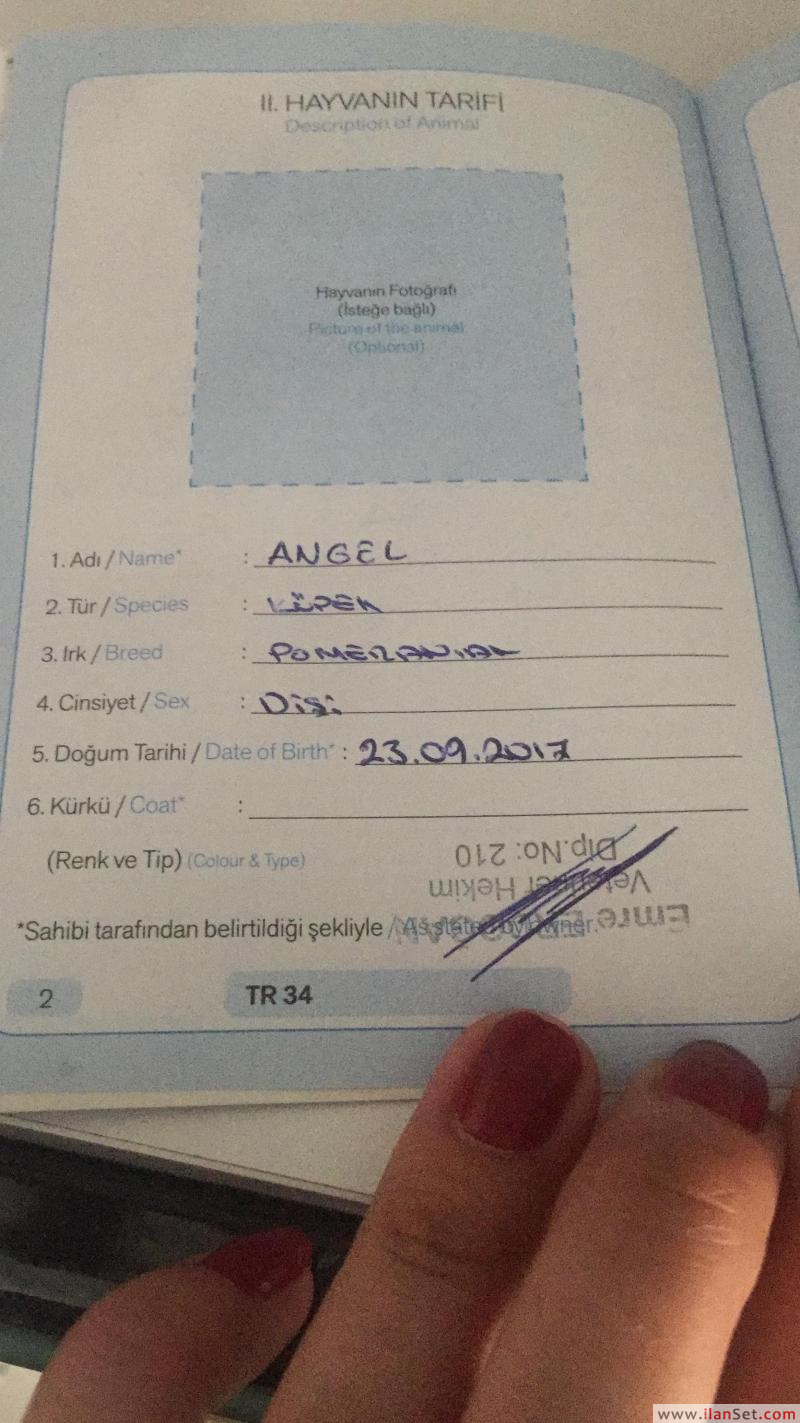 II. HAYVANIN TARİFİ
Description of Animal
Hayvanın Fotoğrafı
(İsteğe bağlı)
Picture of the animal
(Optional)
1. Adı / Name* : ANGEL
2. Tür / Species : KÖPEK
3. Irk / Breed : POMERANIAN
4. Cinsiyet / Sex : DİŞİ
5. Doğum Tarihi / Date of Birth* : 23.09.2017
6. Kürkü / Coat* :
(Renk ve Tip) (Colour & Type)
Dip.No: 210
Veteriner Hekim
Emre
*Sahibi tarafından belirtildiği şekliyle / As stated by owner.
2 TR 34
www.ilanSet.com